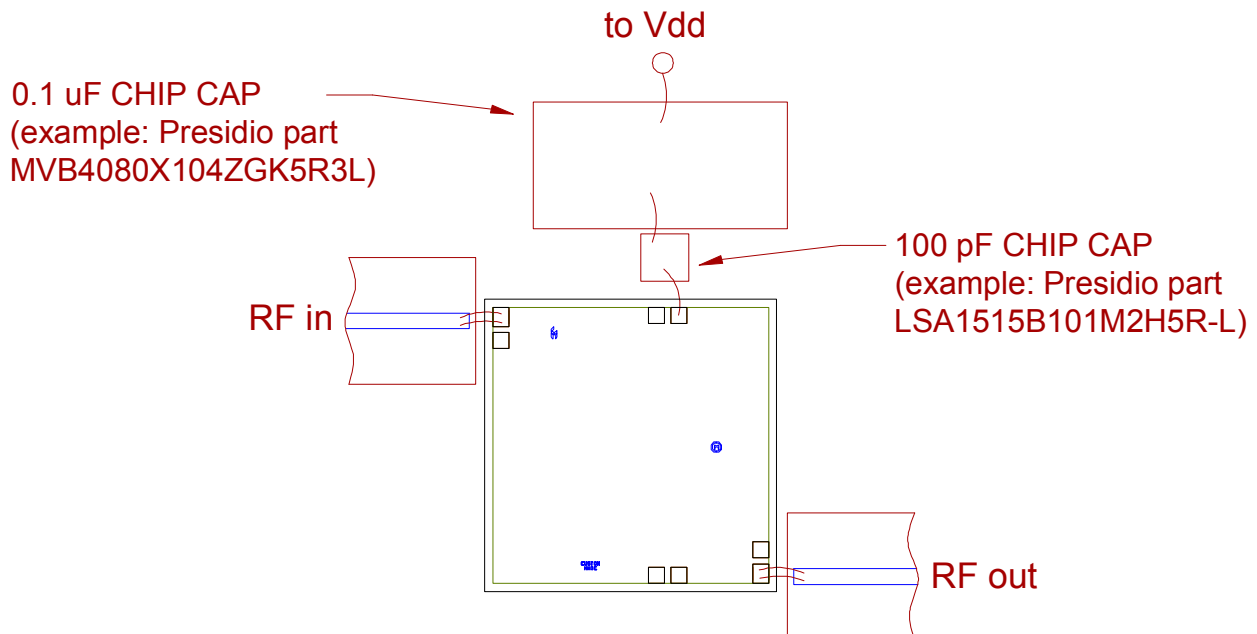 to Vdd
0.1 uF CHIP CAP
(example: Presidio part
MVB4080X104ZGK5R3L)
100 pF CHIP CAP
(example: Presidio part
LSA1515B101M2H5R-L)
RF in
RF out